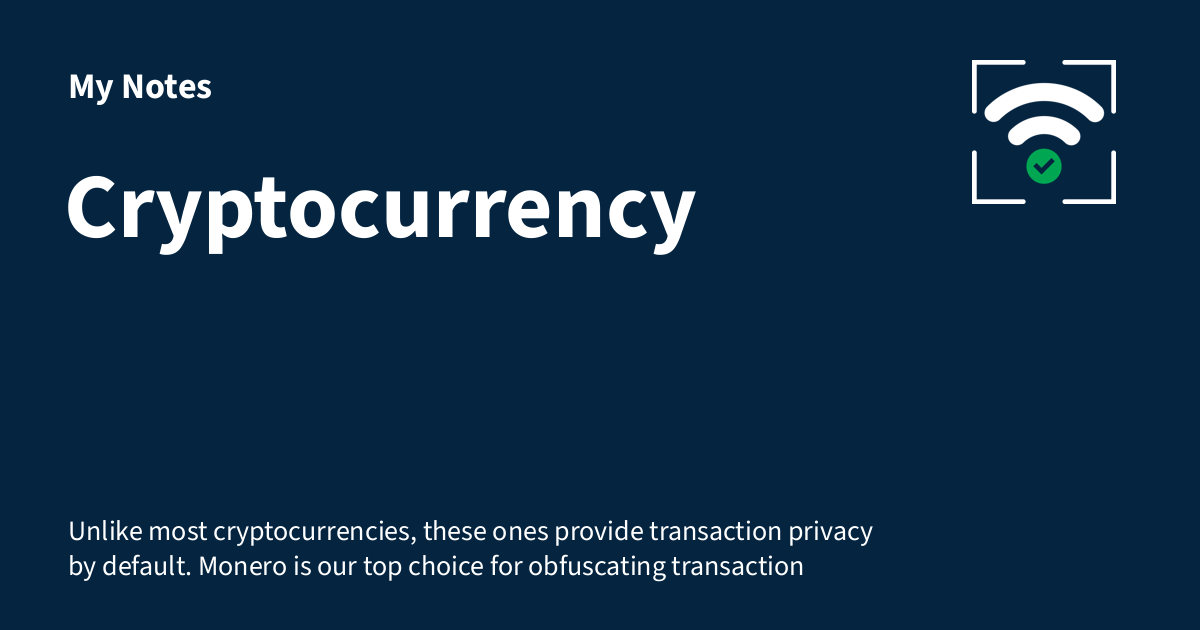 My Notes
Cryptocurrency
Unlike most cryptocurrencies, these ones provide transaction privacy
by default. Monero is our top choice for obfuscating transaction